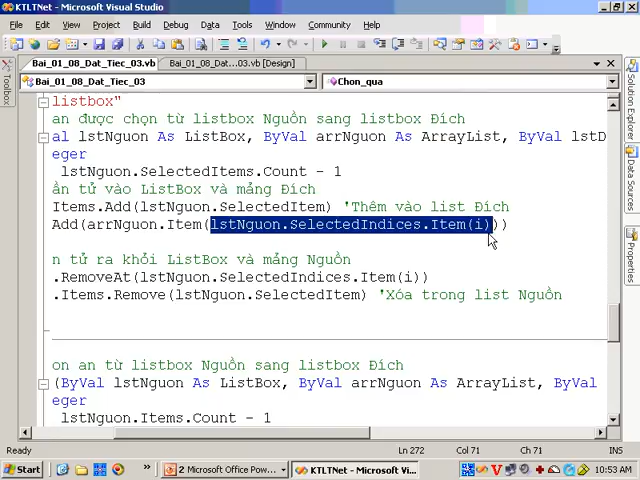 KTLTNet - Microsoft Visual Studio
File Edit View Project Build Debug Data Tools Window Community Help
Bai_01_08_Dat_Tiec_03.vb Bai_01_08_Dat...03.vb [Design]
Bai_01_08_Dat_Tiec_03 Chon_qua
listbox"
an được chọn từ listbox Nguồn sang listbox Đích
al lstNguon As ListBox, ByVal arrNguon As ArrayList, ByVal lstD
eger
lstNguon.SelectedItems.Count - 1
ần tử vào ListBox và mảng Đích
Items.Add(lstNguon.SelectedItem) 'Thêm vào list Đích
Add(arrNguon.Item(lstNguon.SelectedIndices.Item(i)))
n tử ra khỏi ListBox và mảng Nguồn
.RemoveAt(lstNguon.SelectedIndices.Item(i))
.Items.Remove(lstNguon.SelectedItem) 'Xóa trong list Nguồn
on an từ listbox Nguồn sang listbox Đích
(ByVal lstNguon As ListBox, ByVal arrNguon As ArrayList, ByVal
eger
lstNguon.Items.Count - 1
Toolbox
Solution Explorer
Data Sources
Properties
Ready Ln 272 Col 71 Ch 71 INS
Start » 2 Microsoft Office Pow... KTLTNet - Microsoft Vi... 10:53 AM